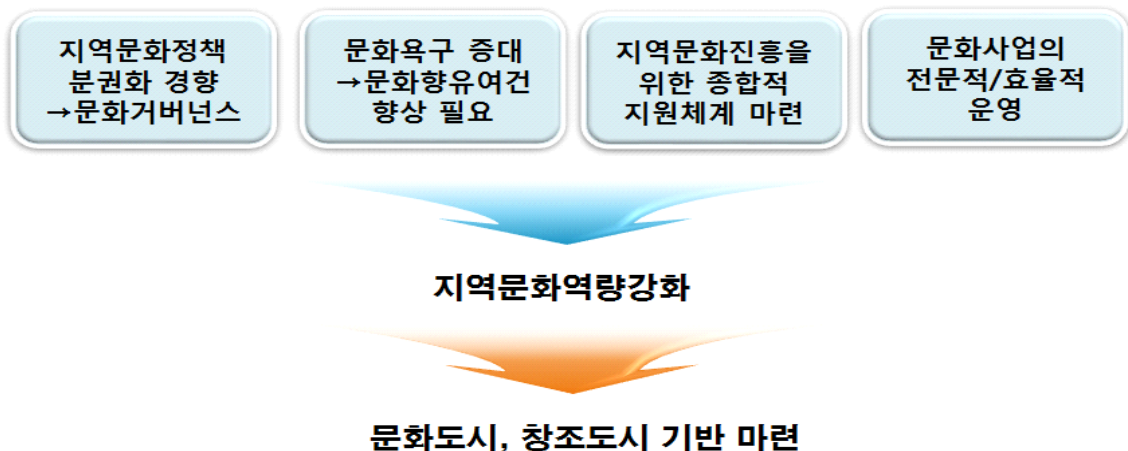 지역문화정책
분권화 경향
→문화거버넌스
문화욕구 증대
→문화향유여건
향상 필요
지역문화진흥을
위한 종합적
지원체계 마련
문화사업의
전문적/효율적
운영
지역문화역량강화
문화도시, 창조도시 기반 마련